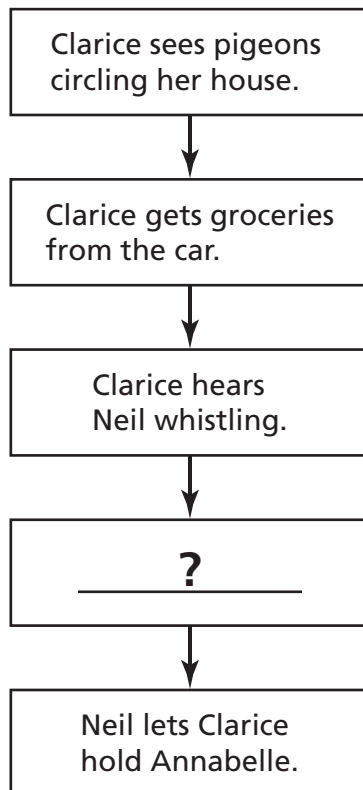 Clarice sees pigeons
circling her house.
Clarice gets groceries
from the car.
Clarice hears
Neil whistling.
?
Neil lets Clarice
hold Annabelle.